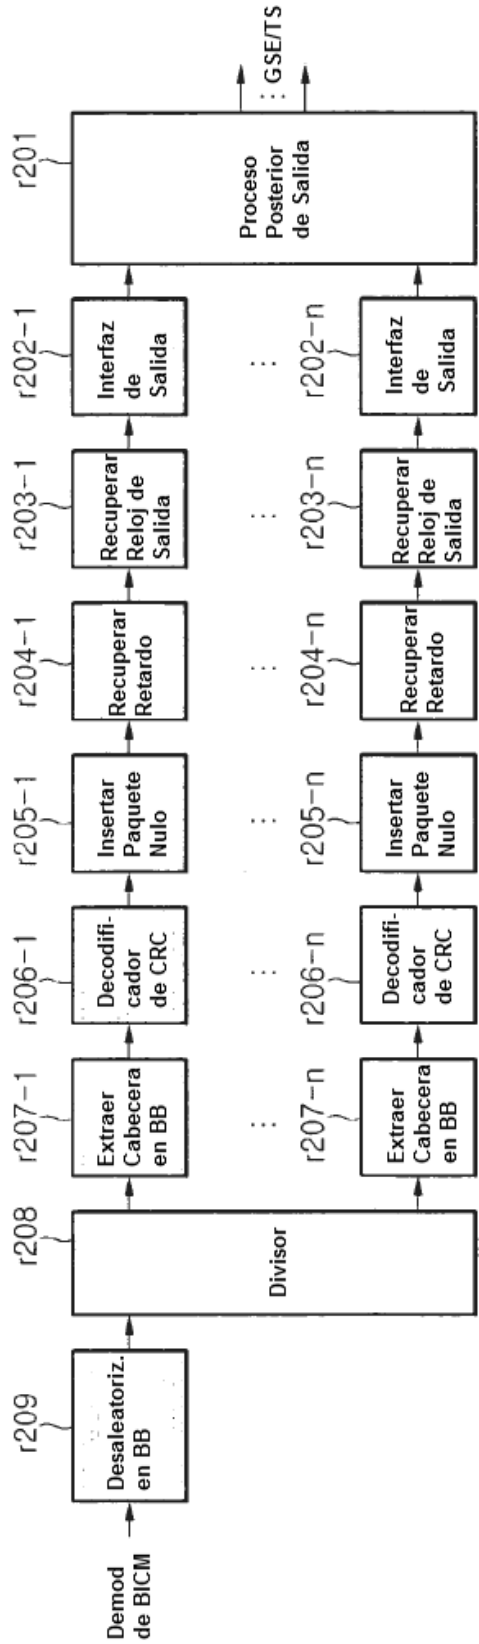 Demod
de BICM
r209
Desaleatoriz.
en BB
r208
Divisor
r207-1
Extraer
Cabecera
en BB
r206-1
Decodifi-
cador
de CRC
r205-1
Insertar
Paquete
Nulo
r204-1
Recuperar
Retardo
r203-1
Recuperar
Reloj de
Salida
r202-1
Interfaz
de
Salida
r207-n
Extraer
Cabecera
en BB
r206-n
Decodifi-
cador
de CRC
r205-n
Insertar
Paquete
Nulo
r204-n
Recuperar
Retardo
r203-n
Recuperar
Reloj de
Salida
r202-n
Interfaz
de
Salida
r201
Proceso
Posterior
de Salida
GSE/TS